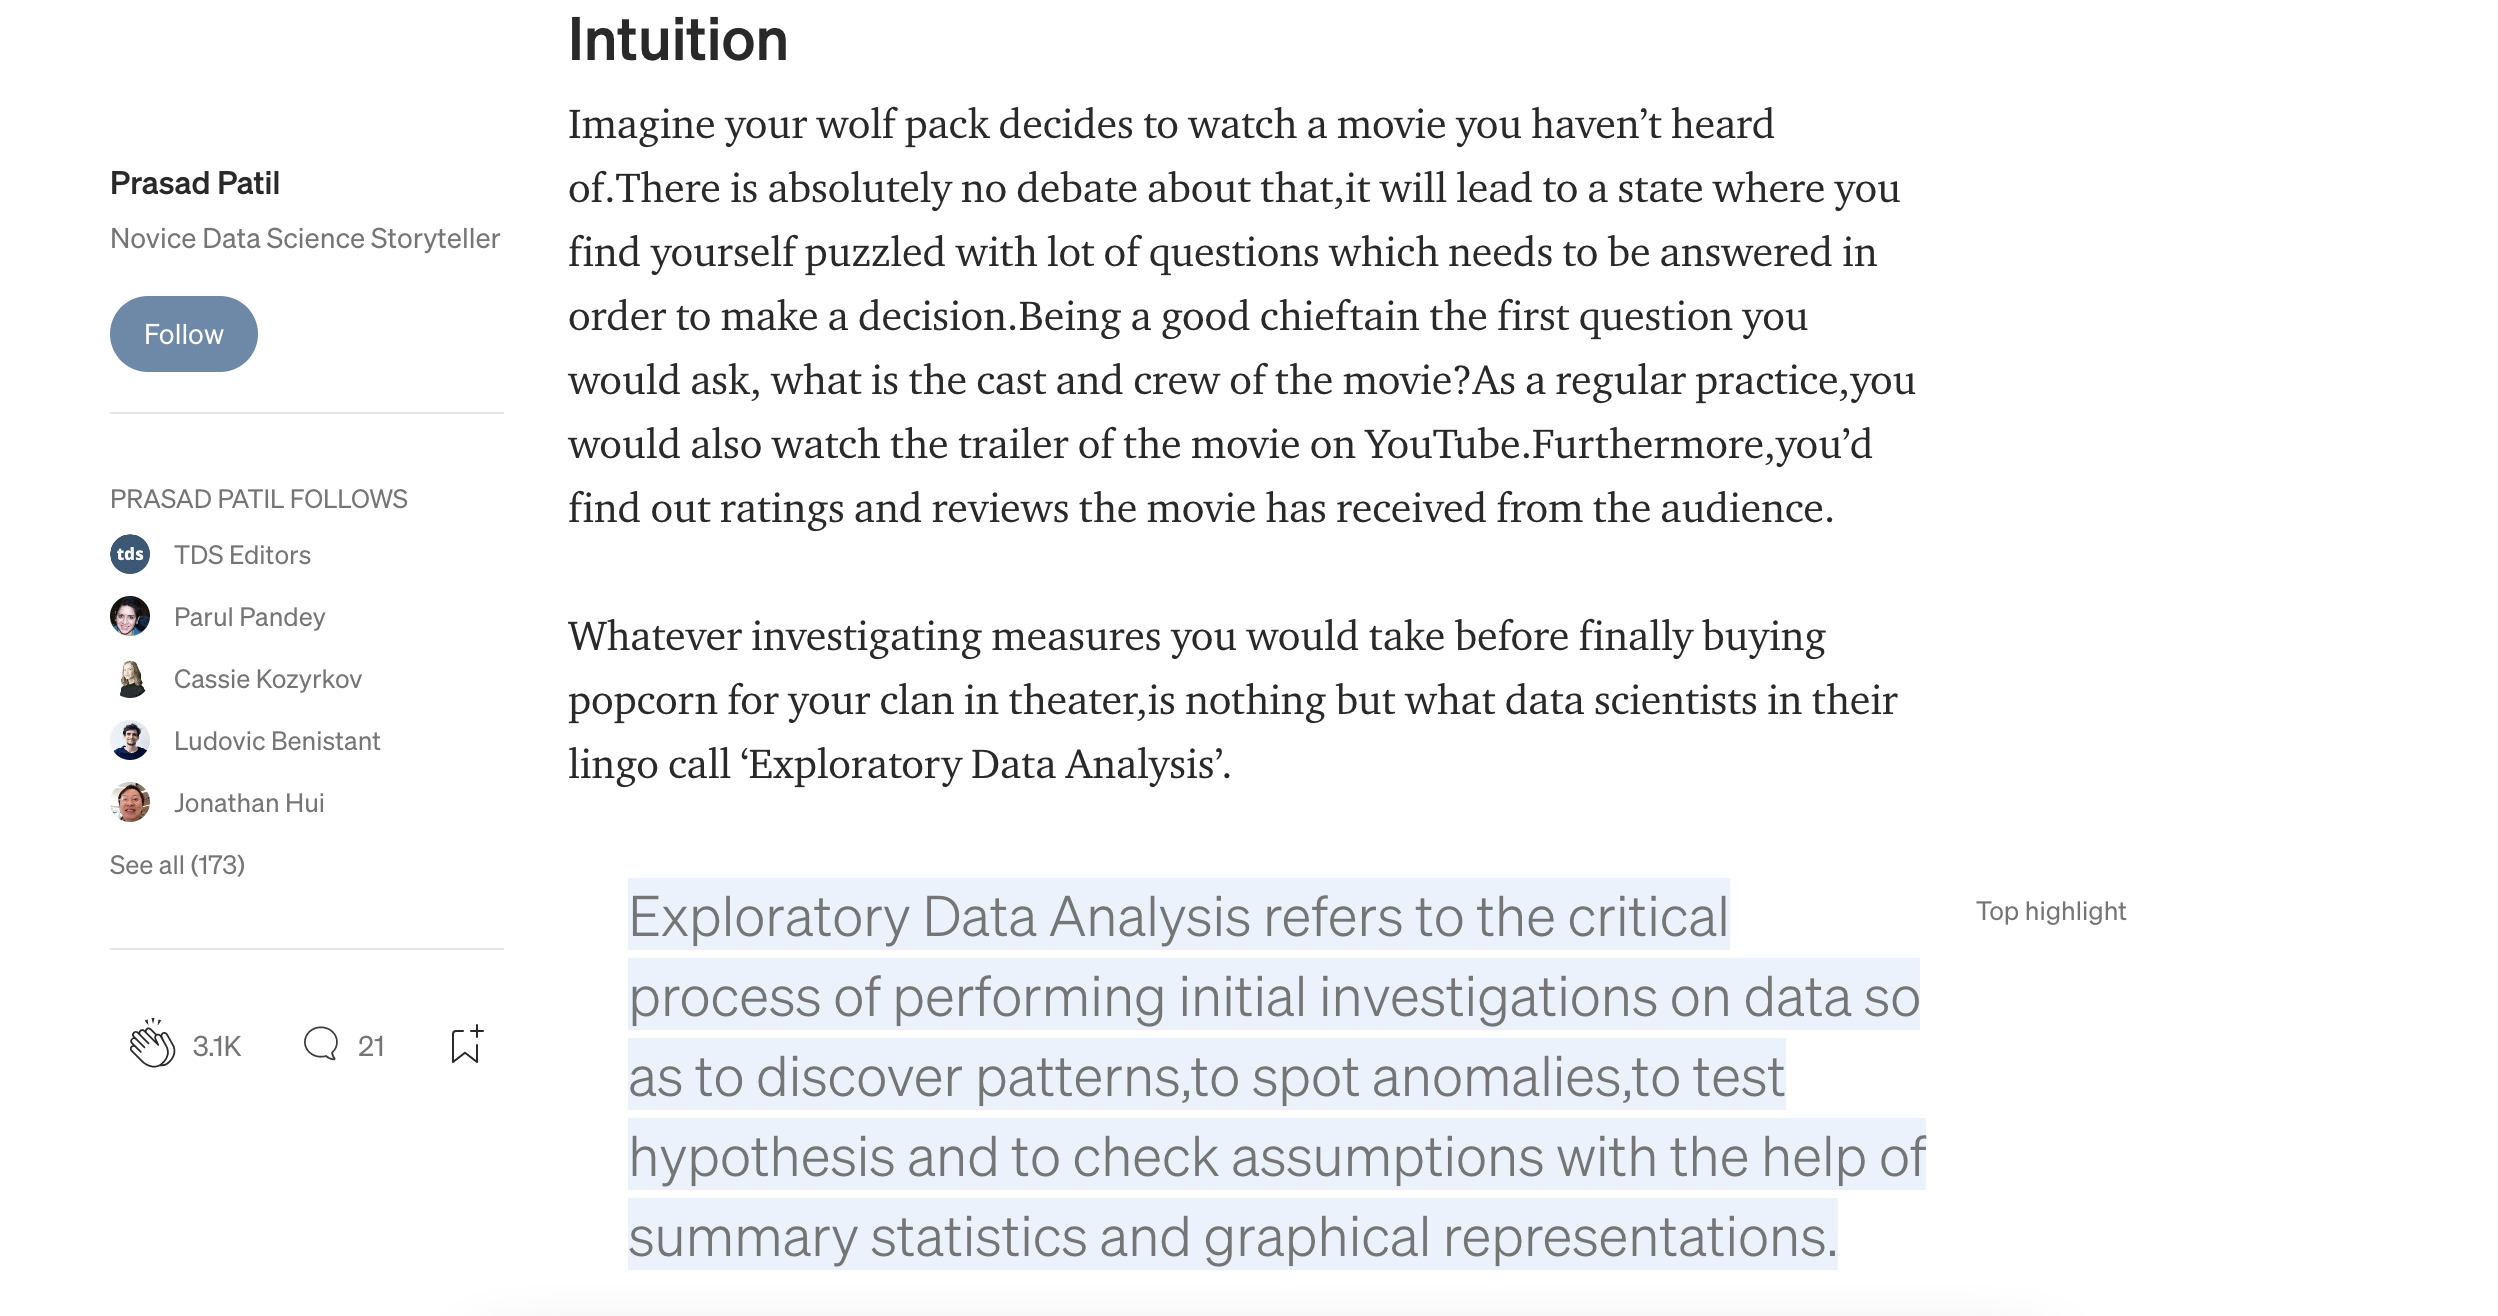 Intuition
Imagine your wolf pack decides to watch a movie you haven’t heard
of.There is absolutely no debate about that,it will lead to a state where you
find yourself puzzled with lot of questions which needs to be answered in
order to make a decision.Being a good chieftain the first question you
would ask, what is the cast and crew of the movie?As a regular practice,you
would also watch the trailer of the movie on YouTube.Furthermore,you’d
find out ratings and reviews the movie has received from the audience.
Whatever investigating measures you would take before finally buying
popcorn for your clan in theater,is nothing but what data scientists in their
lingo call ‘Exploratory Data Analysis’.
Exploratory Data Analysis refers to the critical
process of performing initial investigations on data so
as to discover patterns,to spot anomalies,to test
hypothesis and to check assumptions with the help of
summary statistics and graphical representations.
Top highlight
Prasad Patil
Novice Data Science Storyteller
Follow
PRASAD PATIL FOLLOWS
tds TDS Editors
Parul Pandey
Cassie Kozyrkov
Ludovic Benistant
Jonathan Hui
See all (173)
3.1K 21